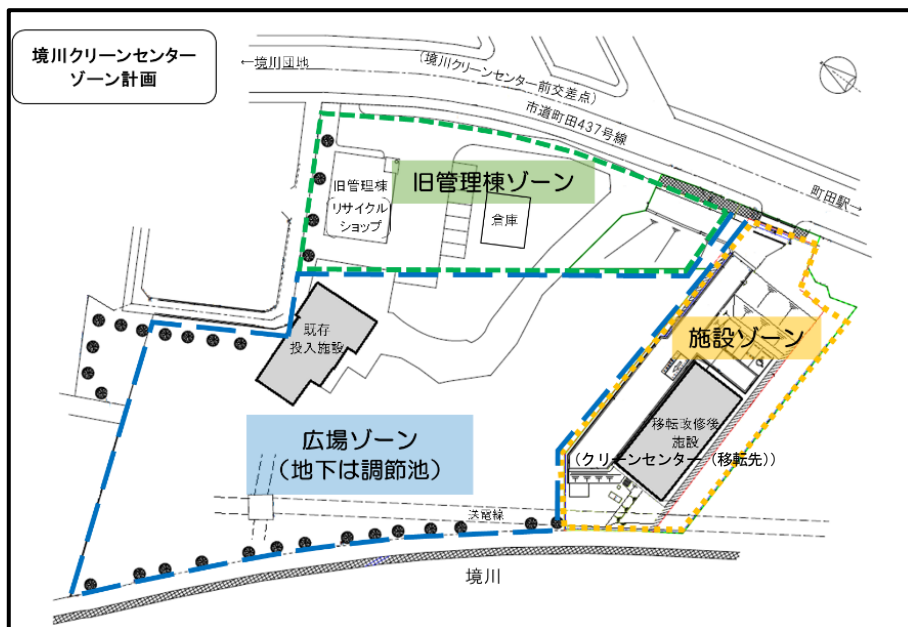 境川クリーンセンター
ゾーン計画
←境川団地
(境川クリーンセンター前交差点)
市道町田437号線
町田駅→
旧管理棟ゾーン
旧管理棟
リサイクル
ショップ
倉庫
施設ゾーン
既存
投入施設
移転改修後
施設
(クリーンセンター(移転先))
広場ゾーン
(地下は調節池)
天竜線
境川